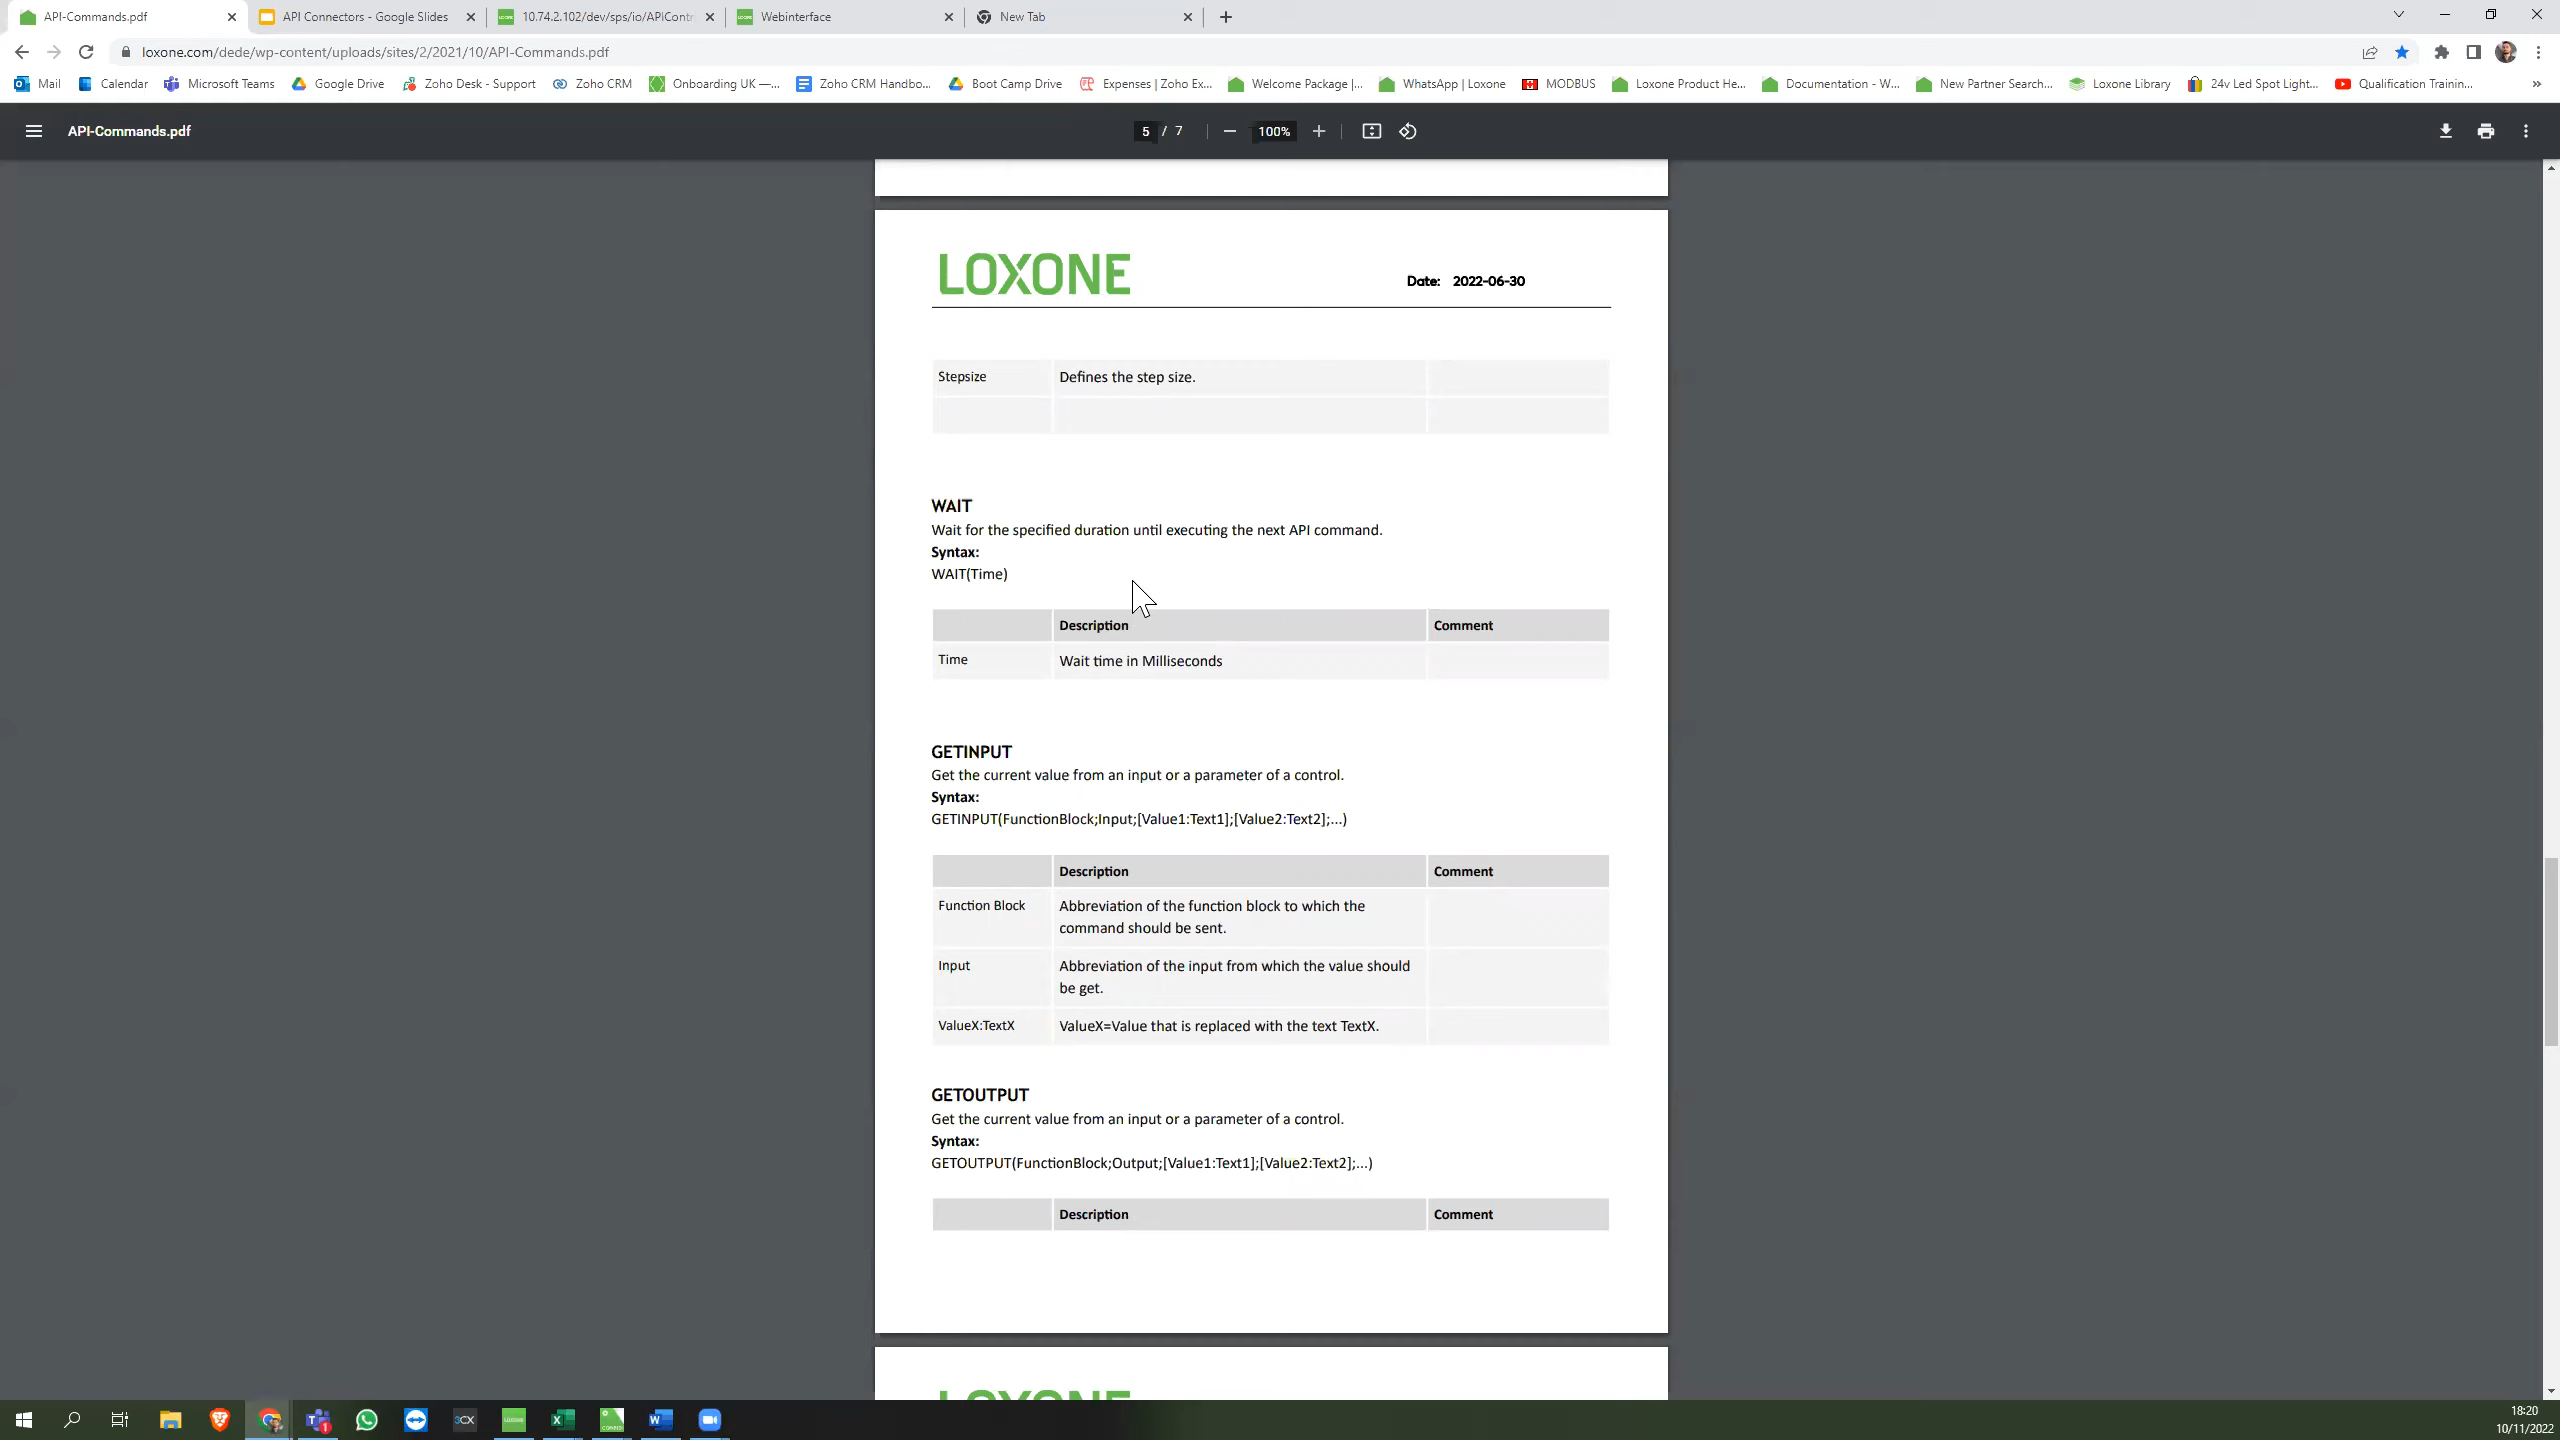 API-Commands.pdf
API Connectors - Google Slides
10.74.2.102/dev/sps/io/APIContr
Webinterface
New Tab
loxone.com/dede/wp-content/uploads/sites/2/2021/10/API-Commands.pdf
Mail
Calendar
Microsoft Teams
Google Drive
Zoho Desk - Support
Zoho CRM
Onboarding UK —...
Zoho CRM Handbo...
Boot Camp Drive
Expenses | Zoho Ex...
Welcome Package |...
WhatsApp | Loxone
MODBUS
Loxone Product He...
Documentation - W...
New Partner Search...
Loxone Library
24v Led Spot Light...
Qualification Trainin...
API-Commands.pdf
5 / 7
100%
LOXONE
Date: 2022-06-30
Stepsize Defines the step size.
WAIT
Wait for the specified duration until executing the next API command.
Syntax:
WAIT(Time)
Description Comment
Time Wait time in Milliseconds
GETINPUT
Get the current value from an input or a parameter of a control.
Syntax:
GETINPUT(FunctionBlock;Input;[Value1:Text1];[Value2:Text2];...)
Description Comment
Function Block Abbreviation of the function block to which the
command should be sent.
Input Abbreviation of the input from which the value should
be get.
ValueX:TextX ValueX=Value that is replaced with the text TextX.
GETOUTPUT
Get the current value from an input or a parameter of a control.
Syntax:
GETOUTPUT(FunctionBlock;Output;[Value1:Text1];[Value2:Text2];...)
Description Comment
LOXONE
3CX
LOXONE
CONFIG
1
18:20
10/11/2022